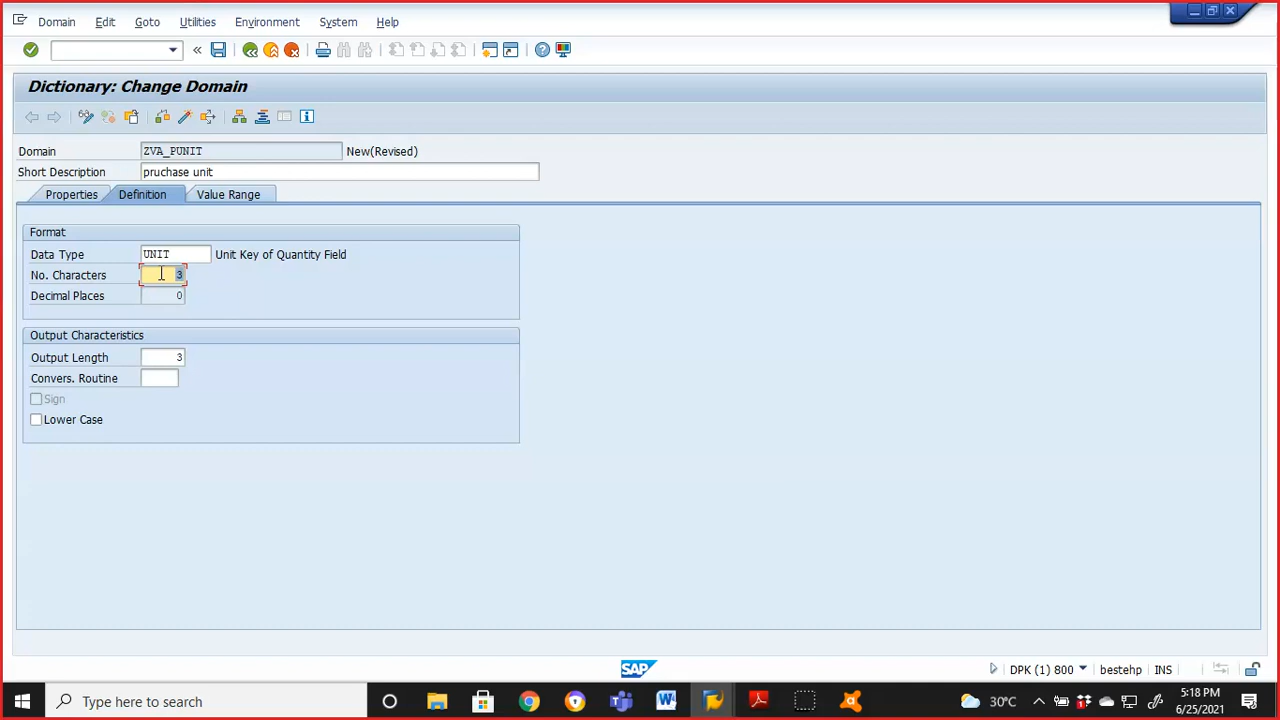 Domain Edit Goto Utilities Environment System Help
Dictionary: Change Domain
Domain ZVA_PUNIT New(Revised)
Short Description pruchase unit
Properties Definition Value Range
Format
Data Type UNIT Unit Key of Quantity Field
No. Characters 3
Decimal Places 0
Output Characteristics
Output Length 3
Convers. Routine
Sign
Lower Case
SAP
DPK (1) 800 bestehp INS
Type here to search
30°C
5:18 PM
6/25/2021